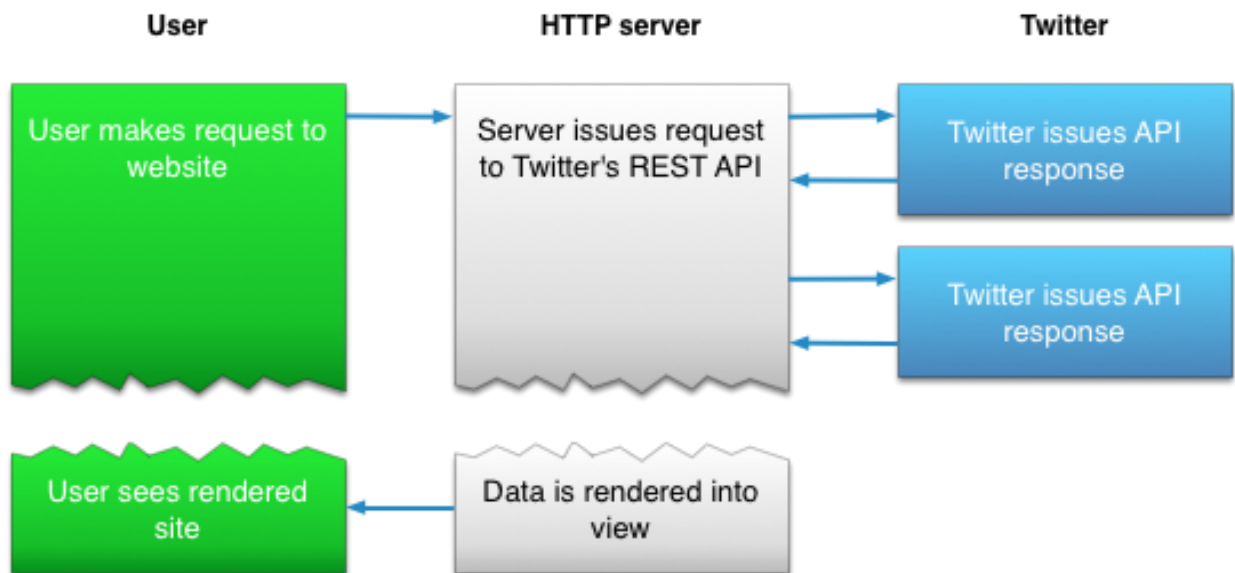 User
HTTP server
Twitter
User makes request to
website
Server issues request
to Twitter's REST API
Twitter issues API
response
Twitter issues API
response
User sees rendered
site
Data is rendered into
view